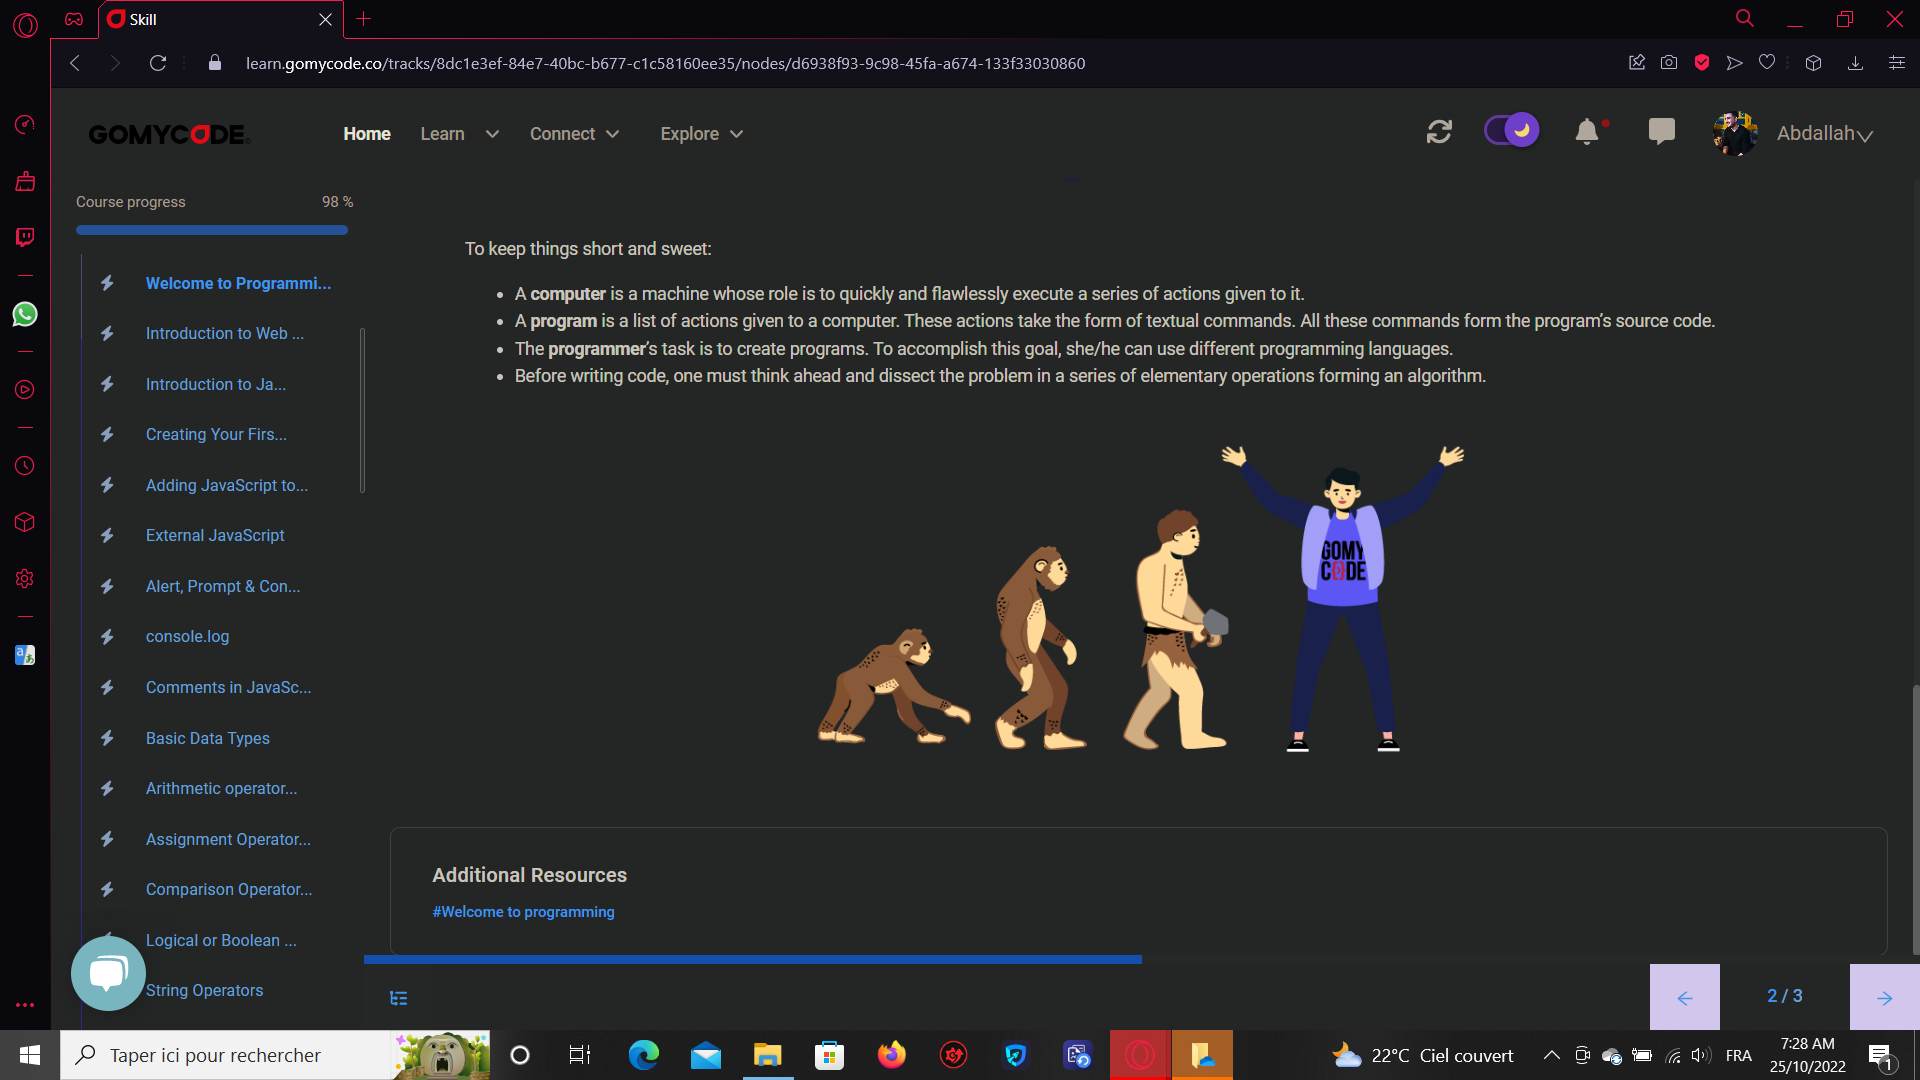 Skill
learn.gomycode.co/tracks/8dc1e3ef-84e7-40bc-b677-c1c58160ee35/nodes/d6938f93-9c98-45fa-a674-133f33030860
GOMYCODE
Home
Learn
Connect
Explore
Abdallah
Course progress
98 %
Welcome to Programmi...
Introduction to Web ...
Introduction to Ja...
Creating Your Firs...
Adding JavaScript to...
External JavaScript
Alert, Prompt & Con...
console.log
Comments in JavaSc...
Basic Data Types
Arithmetic operator...
Assignment Operator...
Comparison Operator...
Logical or Boolean ...
String Operators
To keep things short and sweet:
A computer is a machine whose role is to quickly and flawlessly execute a series of actions given to it.
A program is a list of actions given to a computer. These actions take the form of textual commands. All these commands form the program’s source code.
The programmer’s task is to create programs. To accomplish this goal, she/he can use different programming languages.
Before writing code, one must think ahead and dissect the problem in a series of elementary operations forming an algorithm.
GOMY
C{}DE
Additional Resources
#Welcome to programming
2 / 3
Taper ici pour rechercher
22°C Ciel couvert
FRA
7:28 AM
25/10/2022
1